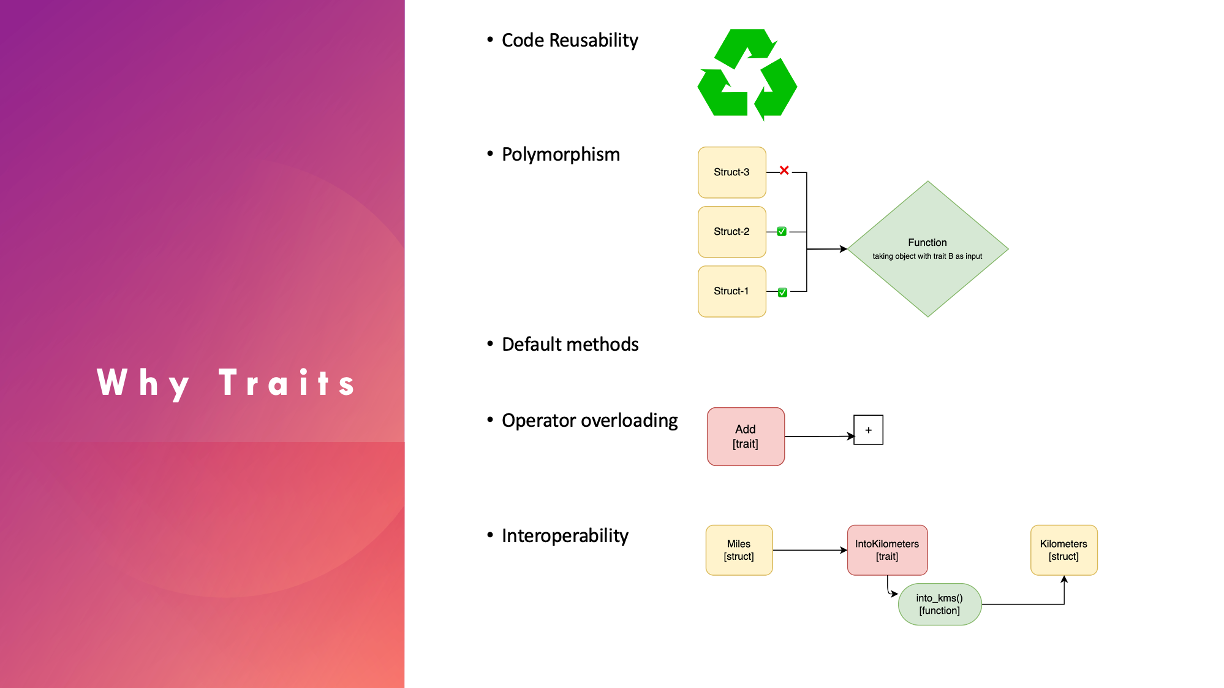 Why Traits
• Code Reusability
• Polymorphism
Struct-3
Struct-2
Struct-1
Function
taking object with trait B as input
• Default methods
• Operator overloading
Add
[trait]
+
• Interoperability
Miles
[struct]
IntoKilometers
[trait]
into_kms()
[function]
Kilometers
[struct]